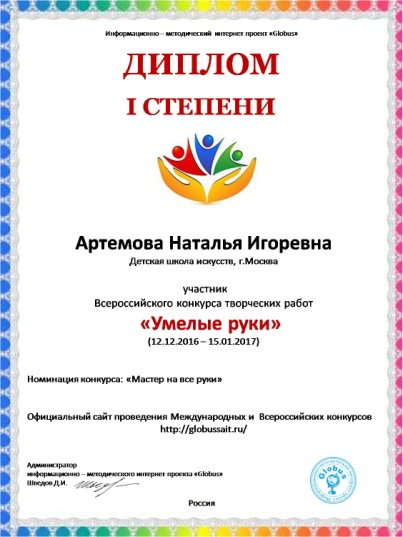 Информационно – методический интернет проект «Globus»
ДИПЛОМ
I СТЕПЕНИ
Артемова Наталья Игоревна
Детская школа искусств, г.Москва
участник
Всероссийского конкурса творческих работ
«Умелые руки»
(12.12.2016 – 15.01.2017)
Номинация конкурса: «Мастер на все руки»
Официальный сайт проведения Международных и Всероссийских конкурсов
http://globussait.ru/
Администратор
информационно – методического интернет проекта «Globus»
Шведов Д.И.
Globus
Россия